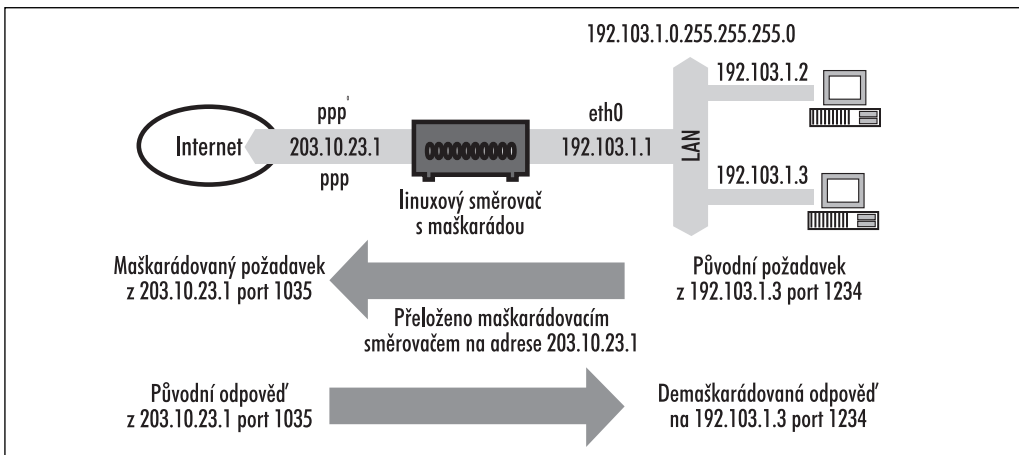 192.103.1.0.255.255.255.0
192.103.1.2
ppp'
eth0
Internet
203.10.23.1
192.103.1.1
LAN
ppp
192.103.1.3
linuxový směrovač
s maškarádou
Maškarádovaný požadavek
z 203.10.23.1 port 1035
Původní požadavek
z 192.103.1.3 port 1234
Přeloženo maškarádovacím
směrovačem na adrese 203.10.23.1
Původní odpověď
z 203.10.23.1 port 1035
Demaškarádovaná odpověď
na 192.103.1.3 port 1234